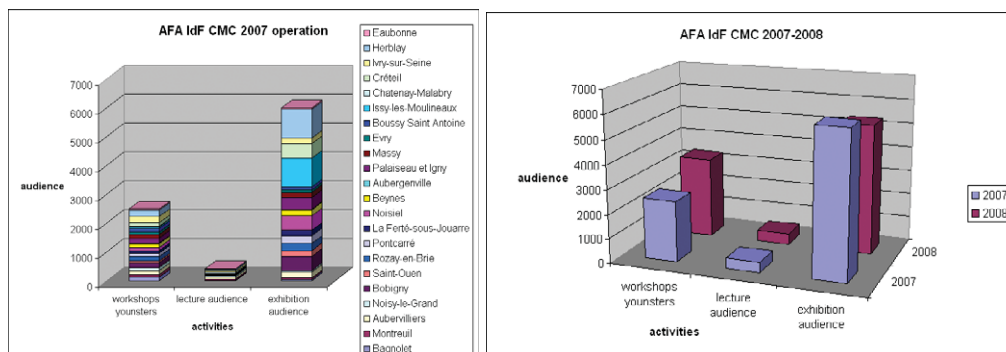 AFA IdF CMC 2007 operation
7000
6000
5000
4000
3000
2000
1000
0
audience
workshops
younsters
lecture audience
exhibition
audience
activities
Eaubonne
Herblay
Ivry-sur-Seine
Créteil
Chatenay-Malabry
Issy-les-Moulineaux
Boussy Saint Antoine
Evry
Massy
Palaiseau et Igny
Aubergenville
Beynes
Noisiel
La Ferté-sous-Jouarre
Pontcarré
Rozay-en-Brie
Saint-Ouen
Bobigny
Noisy-le-Grand
Aubervilliers
Montreuil
Bagnolet
AFA IdF CMC 2007-2008
7000
6000
5000
4000
3000
2000
1000
0
audience
workshops
younsters
lecture
audience
exhibition
audience
activities
2007
2008
2007
2008